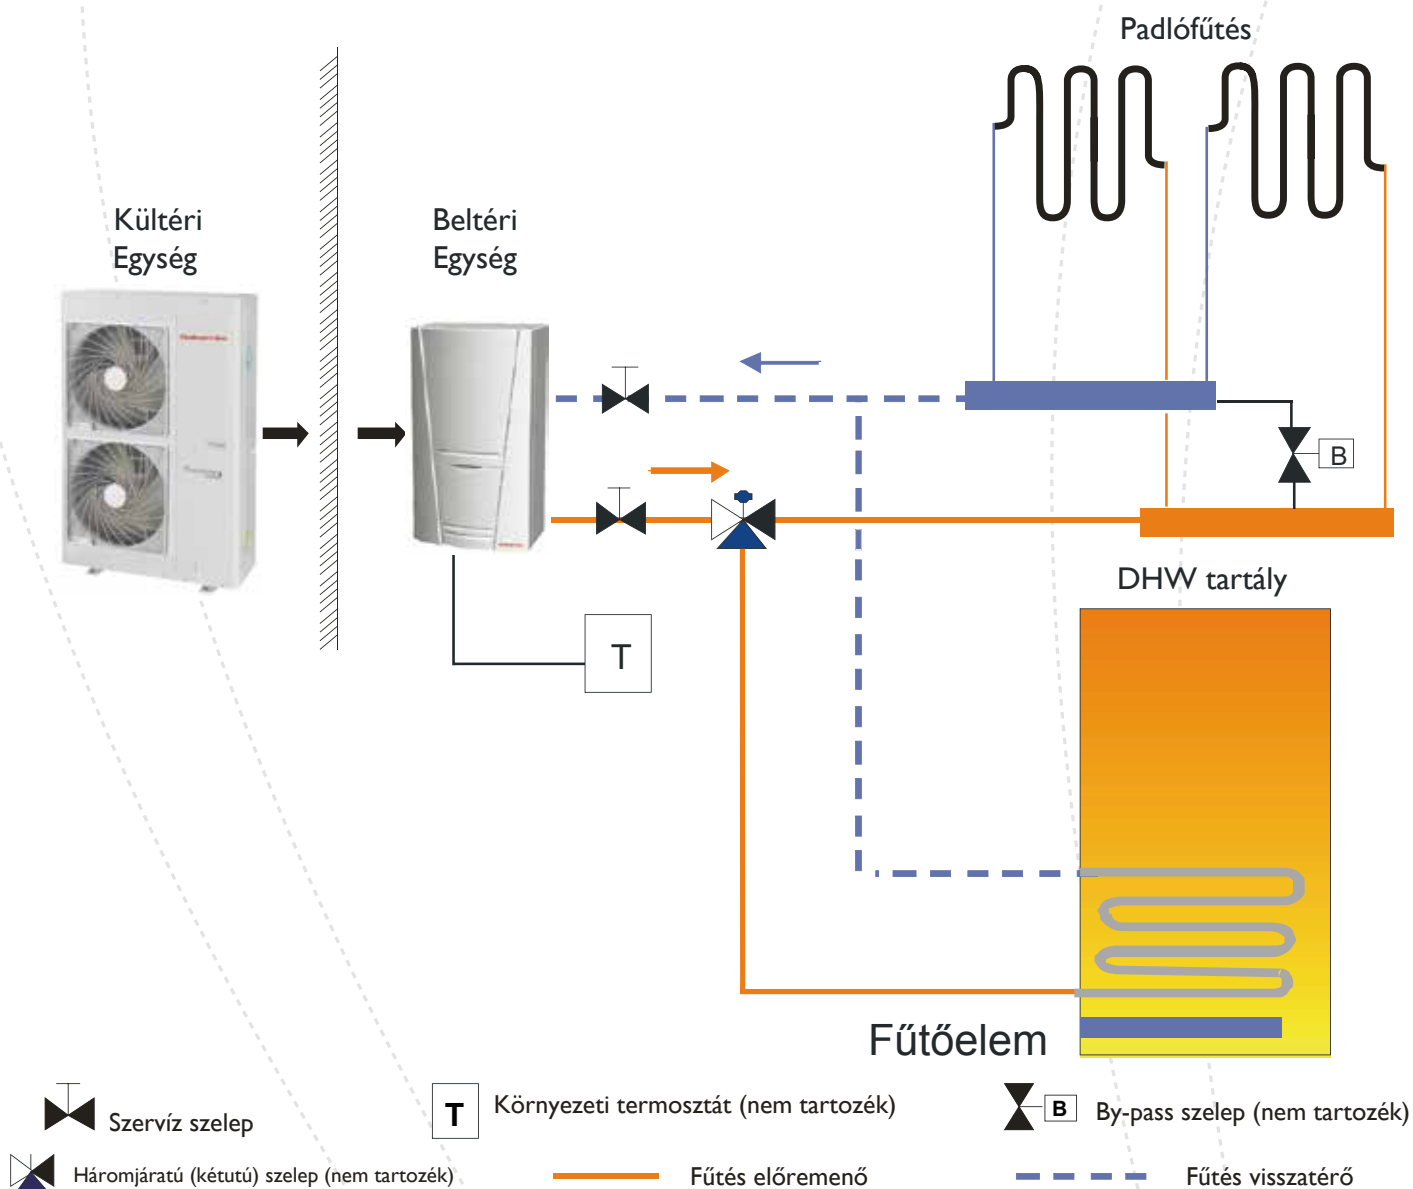 Padlófűtés
Kültéri
Egység
Beltéri
Egység
B
DHW tartály
T
Fűtőelem
Szervíz szelep
T
Környezeti termosztát (nem tartozék)
B
By-pass szelep (nem tartozék)
Háromjáratú (kétutú) szelep (nem tartozék)
Fűtés előremenő
Fűtés visszatérő